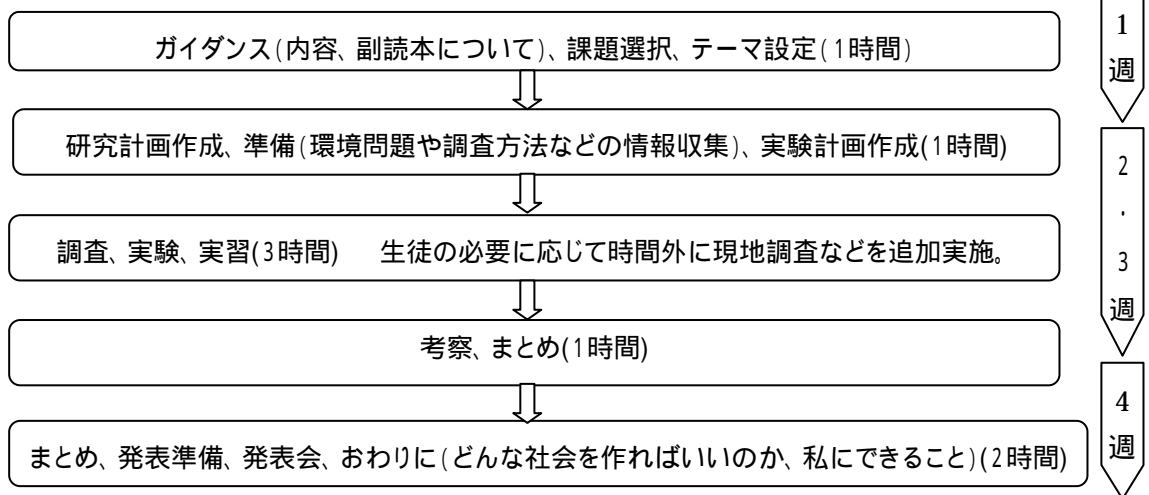 ガイダンス(内容、副読本について)、課題選択、テーマ設定(1時間)
1週
研究計画作成、準備(環境問題や調査方法などの情報収集)、実験計画作成(1時間)
2・3週
調査、実験、実習(3時間)　生徒の必要に応じて時間外に現地調査などを追加実施。
考察、まとめ(1時間)
4週
まとめ、発表準備、発表会、おわりに(どんな社会を作ればいいのか、私にできること)(2時間)